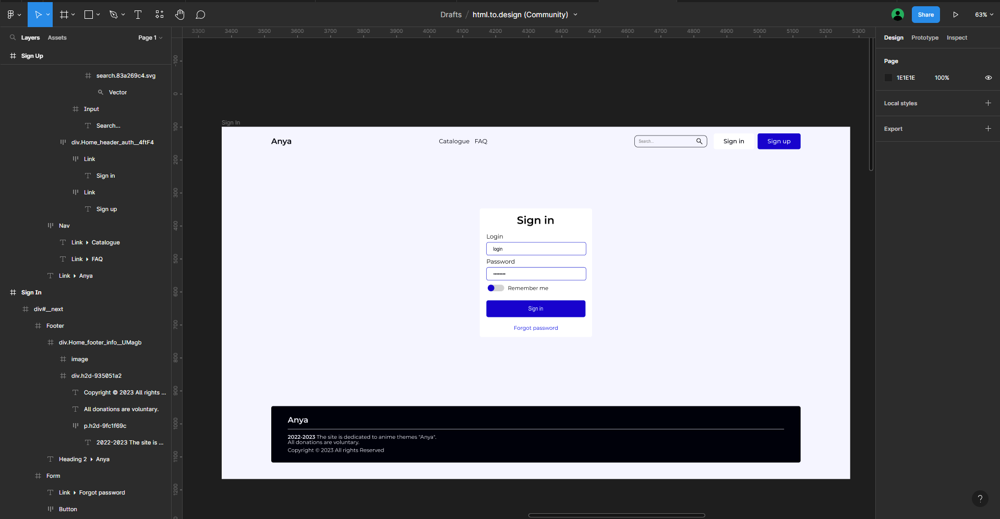 Drafts / html.to.design (Community)
Share
63%
Layers
Assets
Page 1
Sign Up
search.83a269c4.svg
Vector
Input
Search...
div.Home_header_auth__4ftF4
Link
Sign in
Link
Sign up
Nav
Link Catalogue
Link FAQ
Link Anya
Sign In
div#__next
Footer
div.Home_footer_info__UMagb
image
div.h2d-935051a2
Copyright © 2023 All rights ...
All donations are voluntary.
p.h2d-9fc1f69c
2022-2023 The site is ...
Heading 2 Anya
Form
Link Forgot password
Button
3300 3400 3500 3600 3700 3800 3900 4000 4100 4200 4300 4400 4500 4600 4700 4800 4900 5000 5100 5200 5300
-100
0
100
200
300
400
500
600
700
800
900
1000
1100
1200
Sign In
Anya
Catalogue FAQ
Search...
Sign in
Sign up
Sign in
Login
login
Password
Remember me
Sign in
Forgot password
Anya
2022-2023 The site is dedicated to anime themes "Anya".
All donations are voluntary.
Copyright © 2023 All rights Reserved
Design
Prototype
Inspect
Page
1E1E1E
100%
Local styles
Export
?